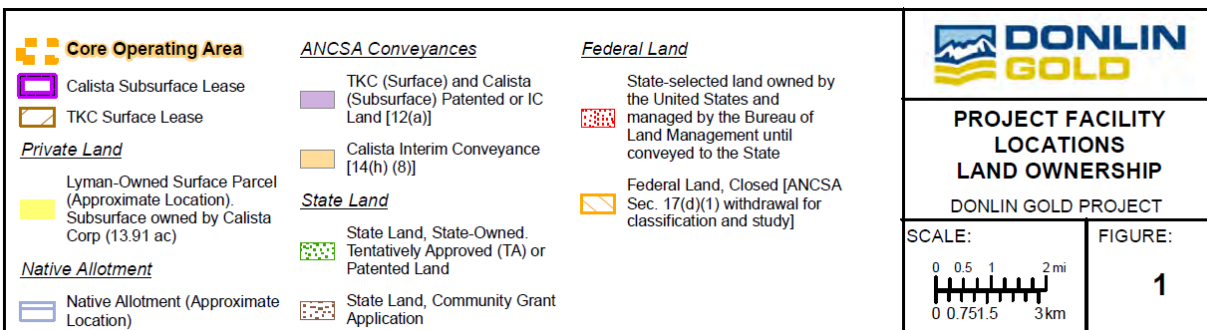 Core Operating Area
Calista Subsurface Lease
TKC Surface Lease
Private Land
Lyman-Owned Surface Parcel
(Approximate Location).
Subsurface owned by Calista
Corp (13.91 ac)
Native Allotment
Native Allotment (Approximate
Location)
ANCSA Conveyances
TKC (Surface) and Calista
(Subsurface) Patented or IC
Land [12(a)]
Calista Interim Conveyance
[14(h) (8)]
State Land
State Land, State-Owned.
Tentatively Approved (TA) or
Patented Land
State Land, Community Grant
Application
Federal Land
State-selected land owned by
the United States and
managed by the Bureau of
Land Management until
conveyed to the State
Federal Land, Closed [ANCSA
Sec. 17(d)(1) withdrawal for
classification and study]
DONLIN
GOLD
PROJECT FACILITY
LOCATIONS
LAND OWNERSHIP
DONLIN GOLD PROJECT
SCALE:
0 0.5 1 2 mi
0 0.751.5 3 km
FIGURE:
1